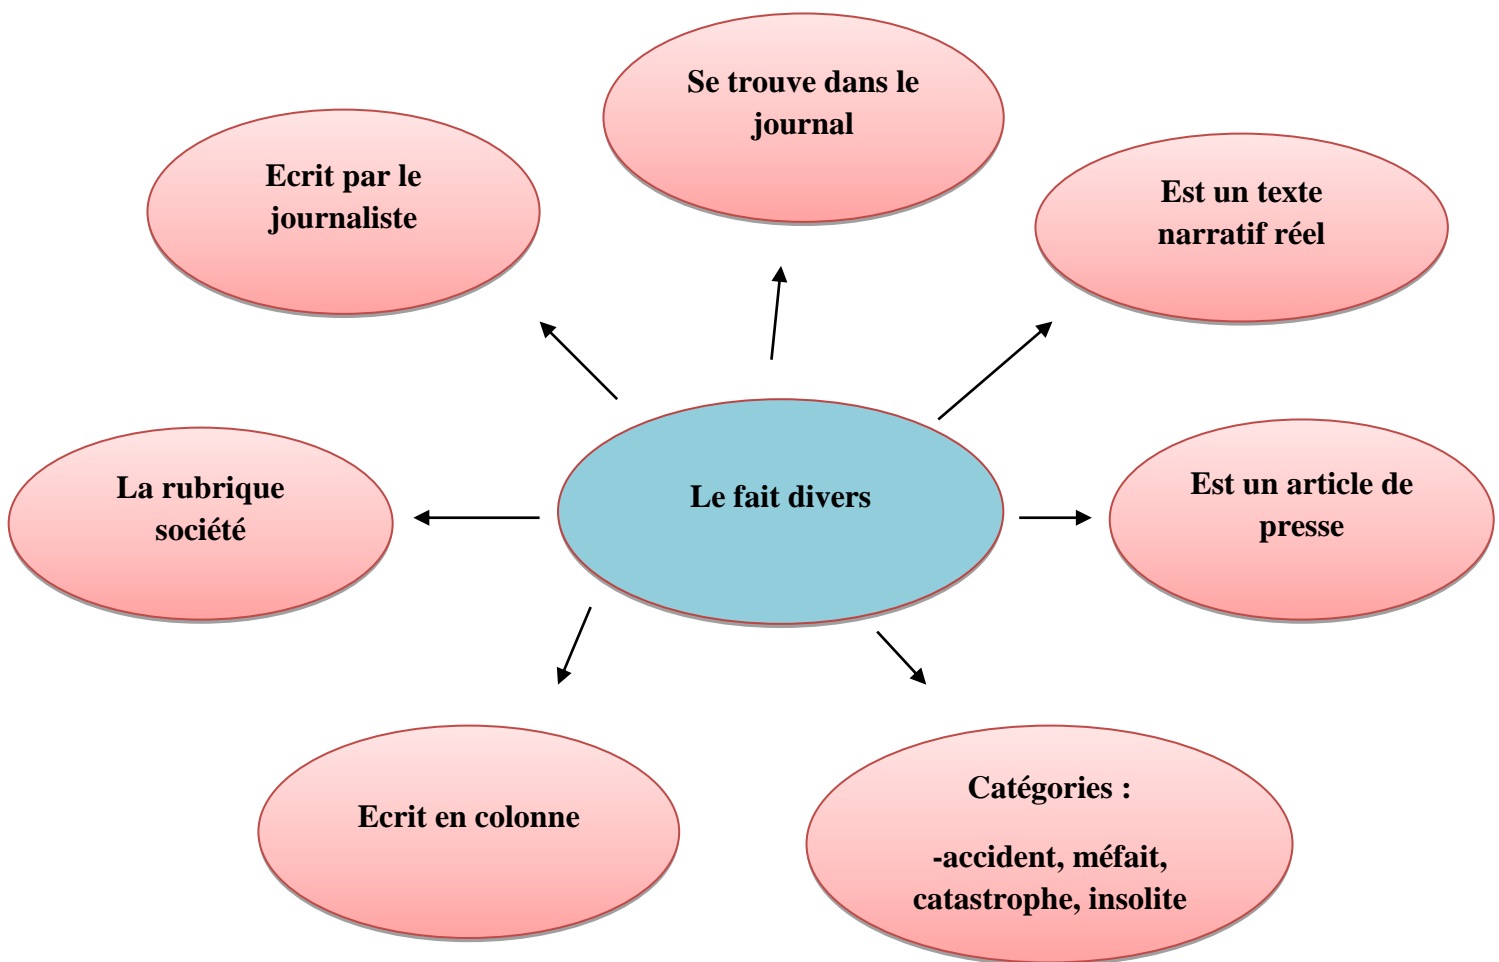 Se trouve dans le
journal
Ecrit par le
journaliste
Est un texte
narratif réel
La rubrique
société
Le fait divers
Est un article de
presse
Ecrit en colonne
Catégories :
-accident, méfait,
catastrophe, insolite